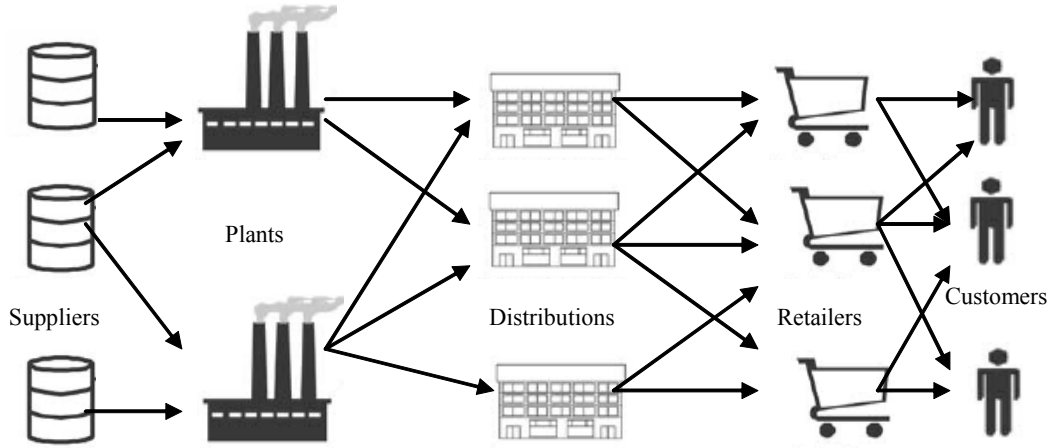 Plants
Suppliers
Distributions
Retailers
Customers